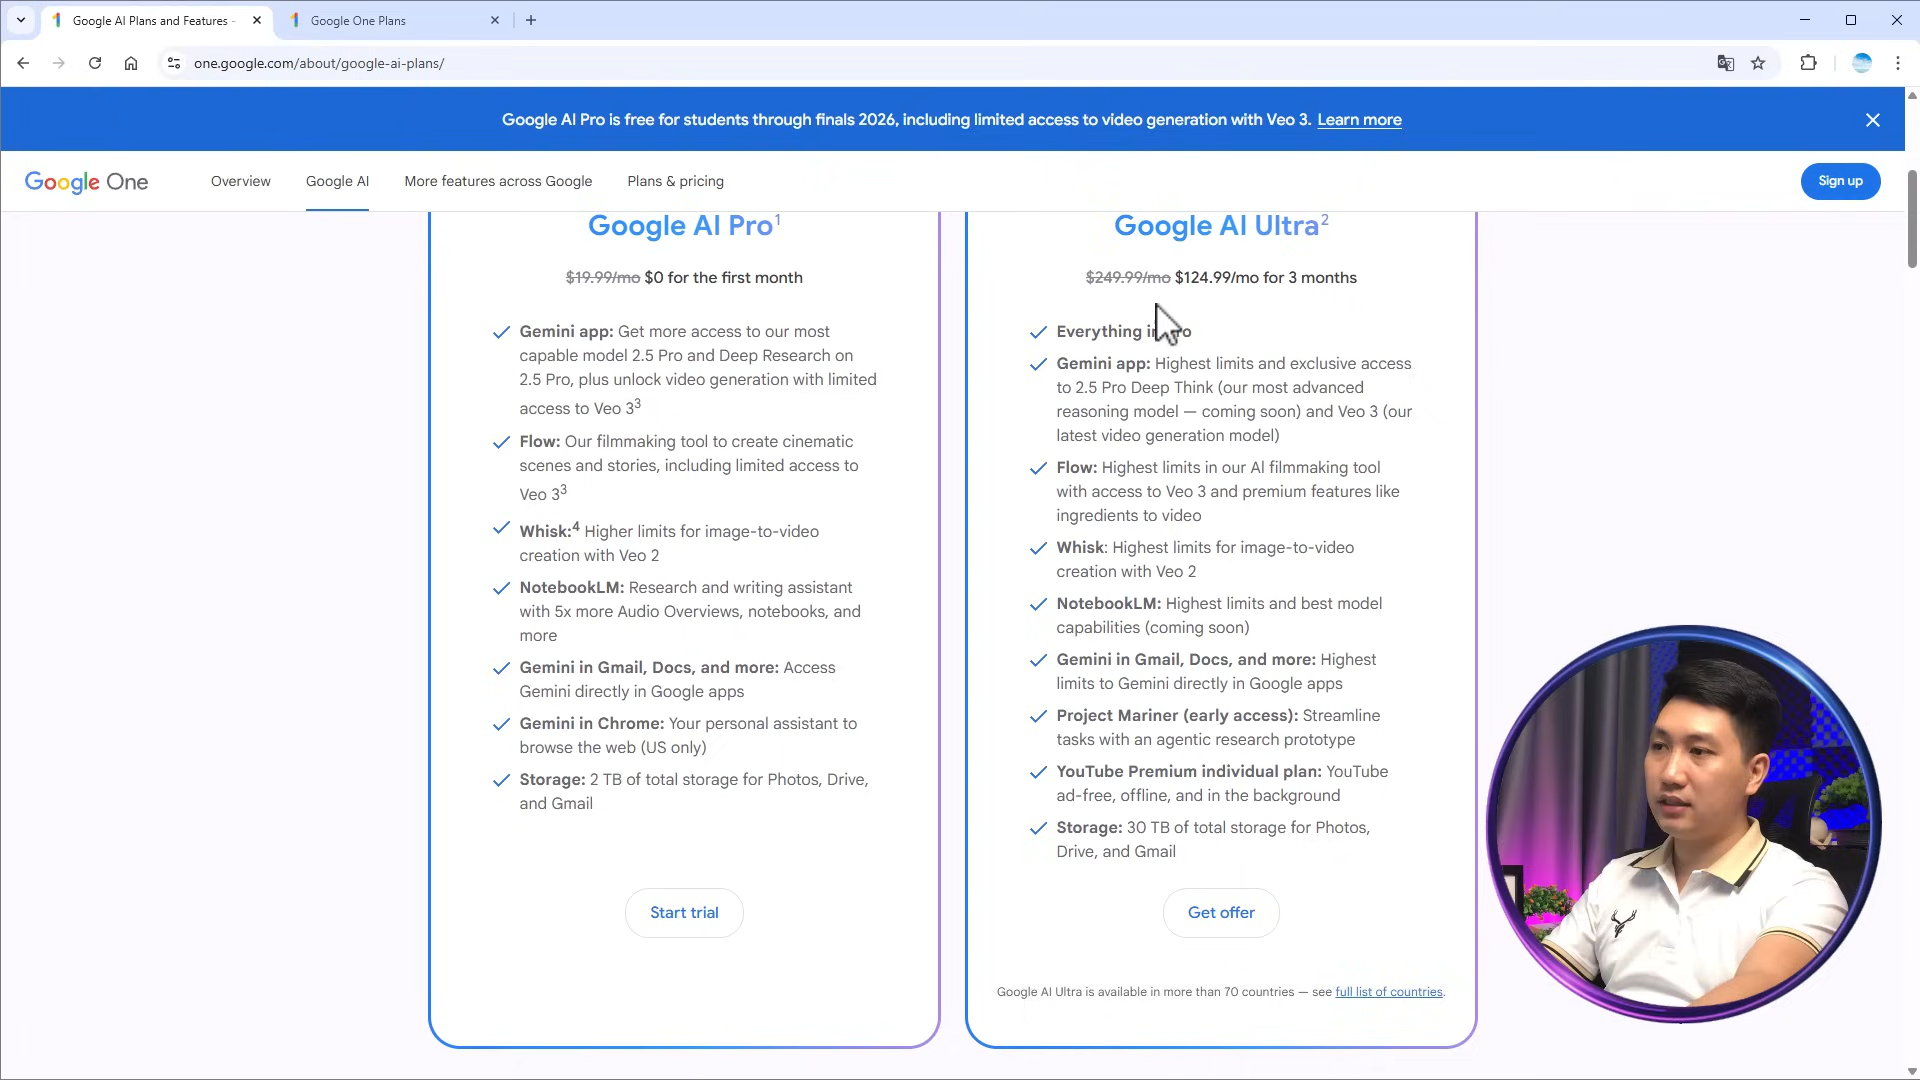 Google AI Plans and Features -
Google One Plans
one.google.com/about/google-ai-plans/
Google AI Pro is free for students through finals 2026, including limited access to video generation with Veo 3. Learn more
Google One
Overview
Google AI
More features across Google
Plans & pricing
Sign up
Google AI Pro1
$19.99/mo $0 for the first month
Gemini app: Get more access to our most
capable model 2.5 Pro and Deep Research on
2.5 Pro, plus unlock video generation with limited
access to Veo 33
Flow: Our filmmaking tool to create cinematic
scenes and stories, including limited access to
Veo 33
Whisk:4 Higher limits for image-to-video
creation with Veo 2
NotebookLM: Research and writing assistant
with 5x more Audio Overviews, notebooks, and
more
Gemini in Gmail, Docs, and more: Access
Gemini directly in Google apps
Gemini in Chrome: Your personal assistant to
browse the web (US only)
Storage: 2 TB of total storage for Photos, Drive,
and Gmail
Start trial
Google AI Ultra2
$249.99/mo $124.99/mo for 3 months
Everything
Gemini app: Highest limits and exclusive access
to 2.5 Pro Deep Think (our most advanced
reasoning model — coming soon) and Veo 3 (our
latest video generation model)
Flow: Highest limits in our AI filmmaking tool
with access to Veo 3 and premium features like
ingredients to video
Whisk: Highest limits for image-to-video
creation with Veo 2
NotebookLM: Highest limits and best model
capabilities (coming soon)
Gemini in Gmail, Docs, and more: Highest
limits to Gemini directly in Google apps
Project Mariner (early access): Streamline
tasks with an agentic research prototype
YouTube Premium individual plan: YouTube
ad-free, offline, and in the background
Storage: 30 TB of total storage for Photos,
Drive, and Gmail
Get offer
Google AI Ultra is available in more than 70 countries — see full list of countries.